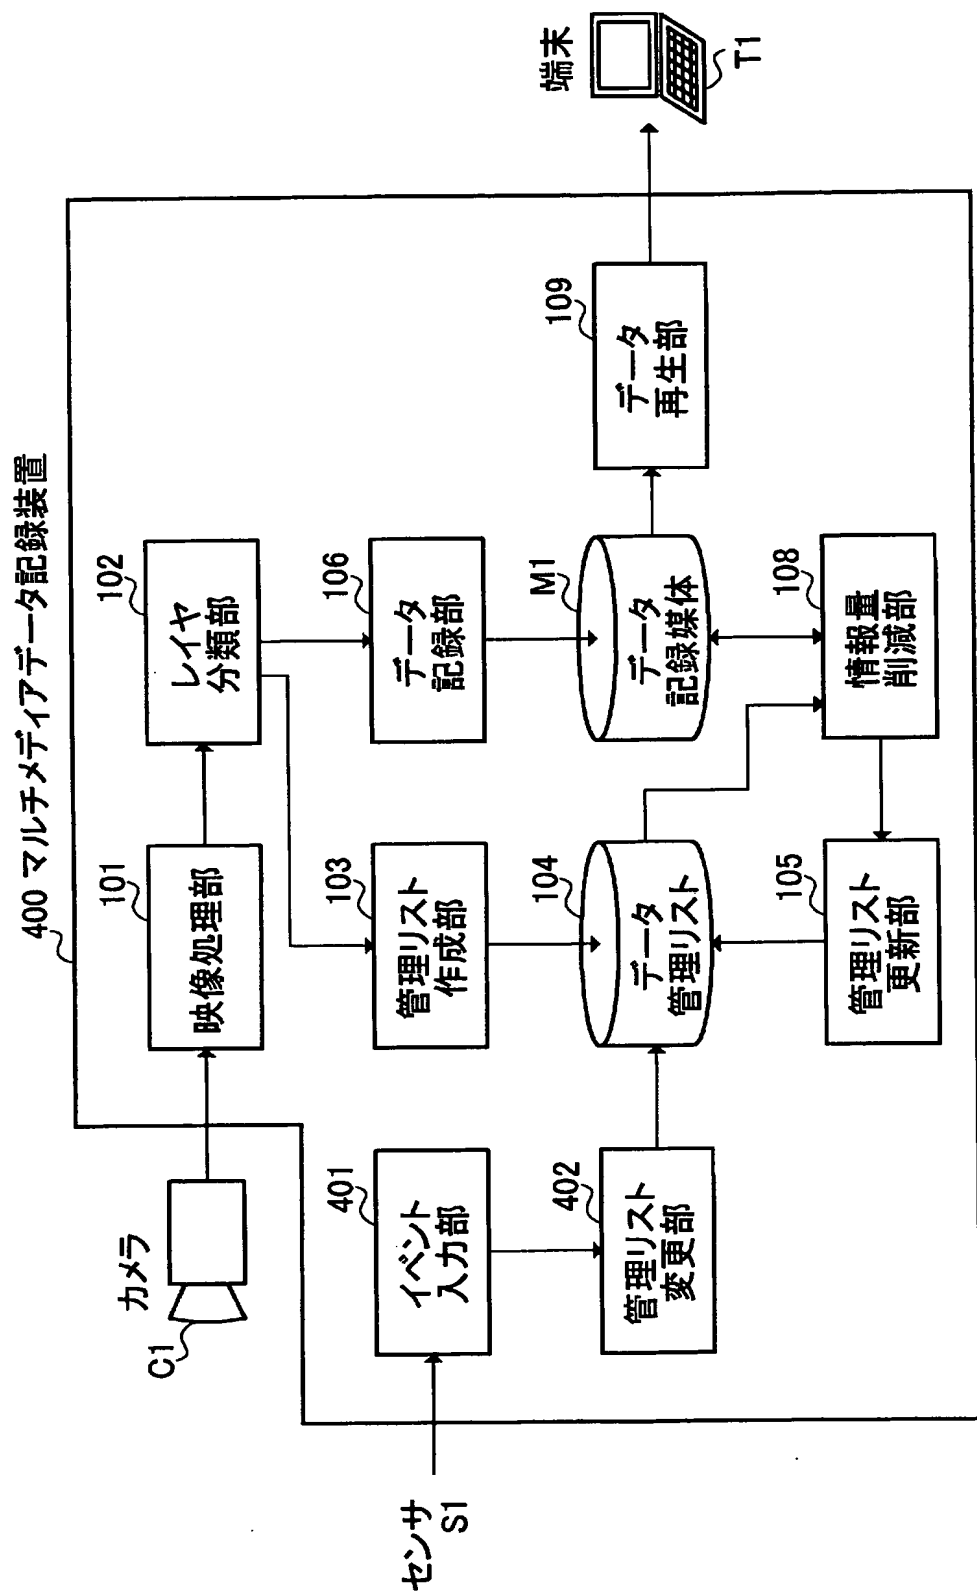 400 マルチメディアデータ記録装置
カメラ
C1
101
映像処理部
102
レイヤ
分類部
センサ
S1
401
イベント
入力部
103
管理リスト
作成部
106
データ
記録部
402
管理リスト
変更部
104
データ
管理リスト
M1
データ
記録媒体
109
データ
再生部
端末
T1
105
管理リスト
更新部
108
情報量
削減部